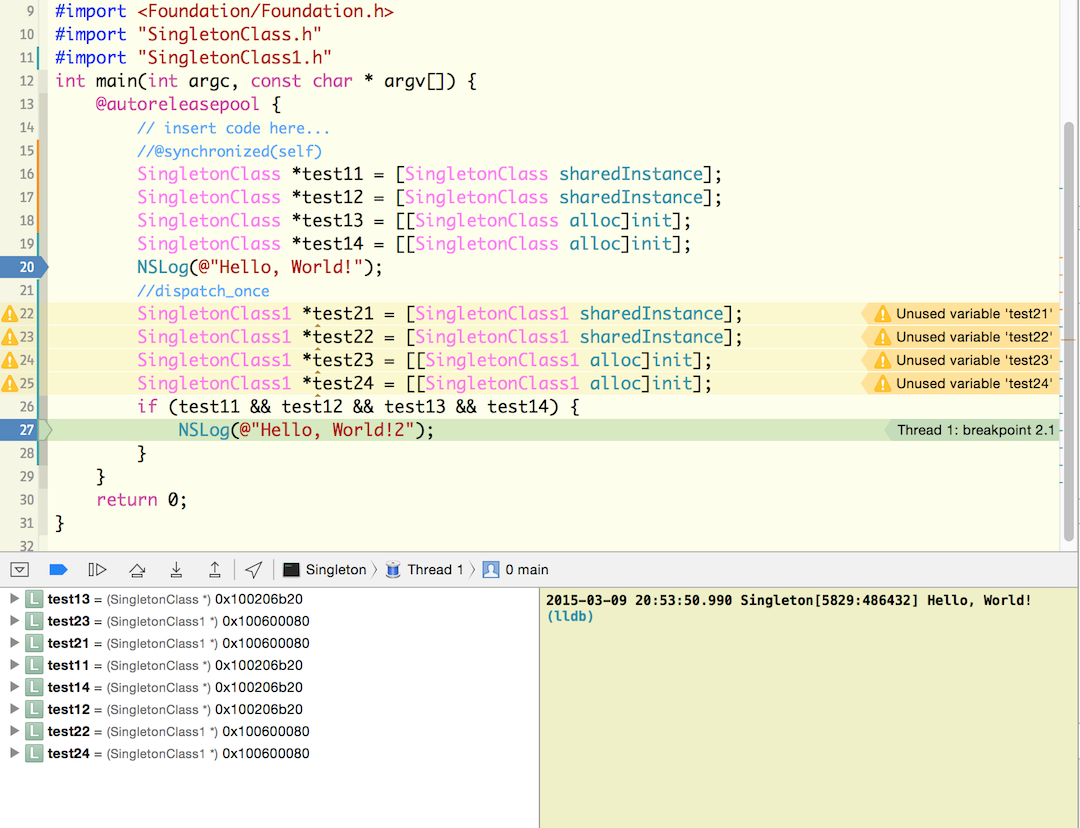 9 #import <Foundation/Foundation.h>
10 #import "SingletonClass.h"
11 #import "SingletonClass1.h"
12 int main(int argc, const char * argv[]) {
13 @autoreleasepool {
14 // insert code here...
15 //@synchronized(self)
16 SingletonClass *test11 = [SingletonClass sharedInstance];
17 SingletonClass *test12 = [SingletonClass sharedInstance];
18 SingletonClass *test13 = [[SingletonClass alloc]init];
19 SingletonClass *test14 = [[SingletonClass alloc]init];
20 NSLog(@"Hello, World!");
21 //dispatch_once
22 SingletonClass1 *test21 = [SingletonClass1 sharedInstance]; Unused variable 'test21'
23 SingletonClass1 *test22 = [SingletonClass1 sharedInstance]; Unused variable 'test22'
24 SingletonClass1 *test23 = [[SingletonClass1 alloc]init]; Unused variable 'test23'
25 SingletonClass1 *test24 = [[SingletonClass1 alloc]init]; Unused variable 'test24'
26 if (test11 && test12 && test13 && test14) {
27 NSLog(@"Hello, World!2"); Thread 1: breakpoint 2.1
28 }
29 }
30 return 0;
31 }
32
Singleton Thread 1 0 main
L test13 = (SingletonClass *) 0x100206b20
L test23 = (SingletonClass1 *) 0x100600080
L test21 = (SingletonClass1 *) 0x100600080
L test11 = (SingletonClass *) 0x100206b20
L test14 = (SingletonClass *) 0x100206b20
L test12 = (SingletonClass *) 0x100206b20
L test22 = (SingletonClass1 *) 0x100600080
L test24 = (SingletonClass1 *) 0x100600080
2015-03-09 20:53:50.990 Singleton[5829:486432] Hello, World!
(lldb)